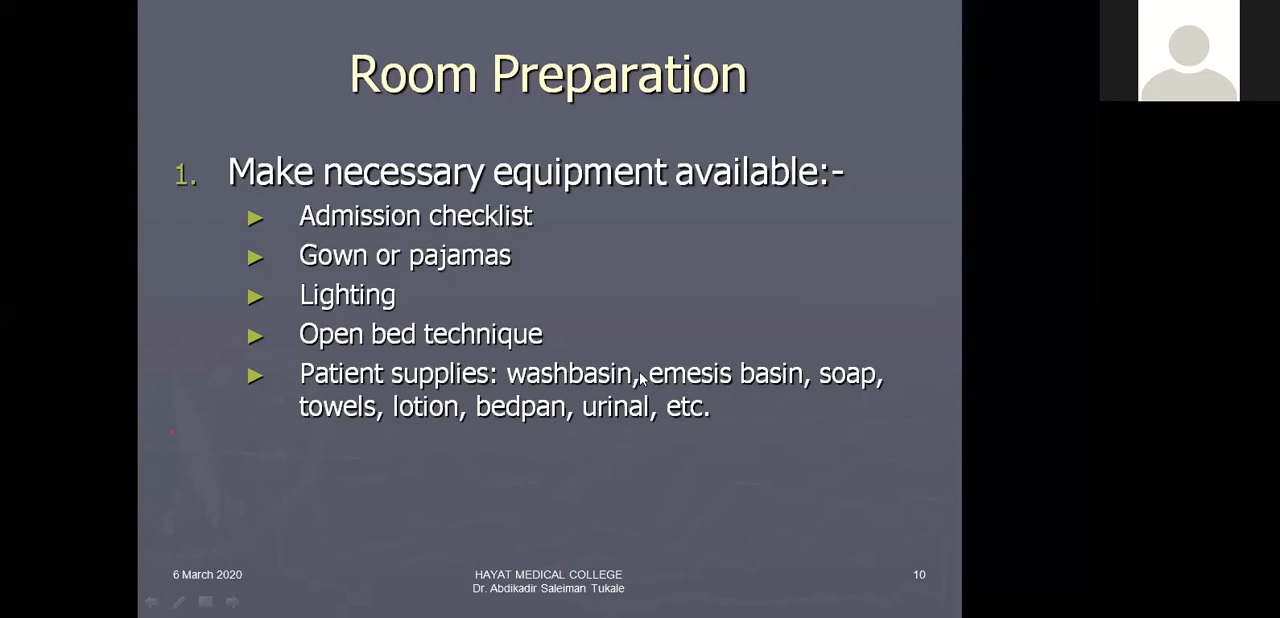 Room Preparation
1. Make necessary equipment available:-
► Admission checklist
► Gown or pajamas
► Lighting
► Open bed technique
► Patient supplies: washbasin, emesis basin, soap,
towels, lotion, bedpan, urinal, etc.
6 March 2020
HAYAT MEDICAL COLLEGE
Dr. Abdikadir Saleiman Tukale
10